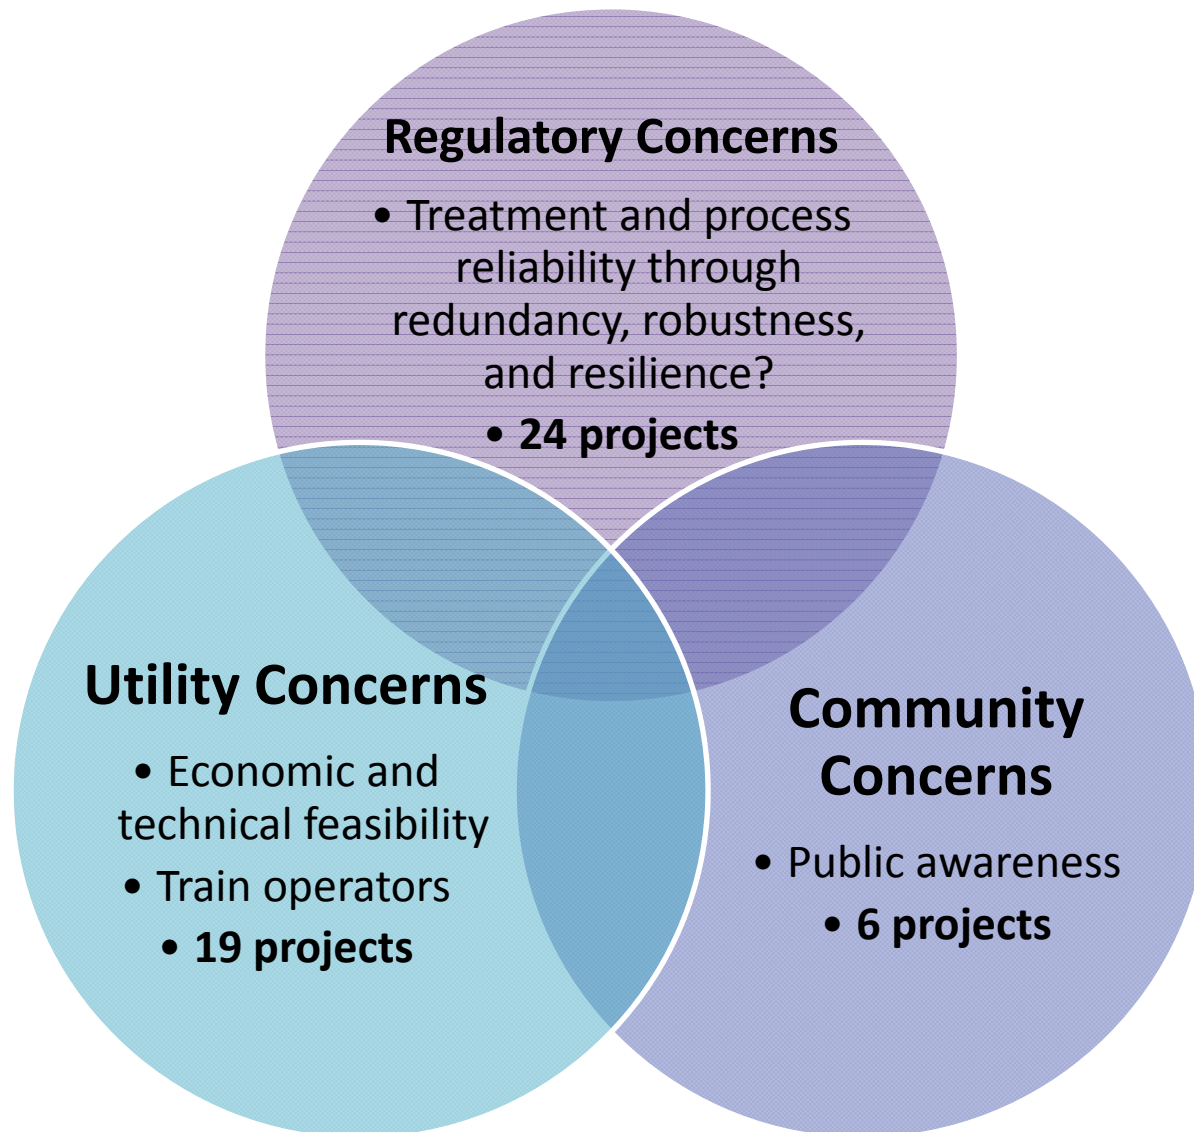 Regulatory Concerns
• Treatment and process
reliability through
redundancy, robustness,
and resilience?
• 24 projects
Utility Concerns
• Economic and
technical feasibility
• Train operators
• 19 projects
Community
Concerns
• Public awareness
• 6 projects